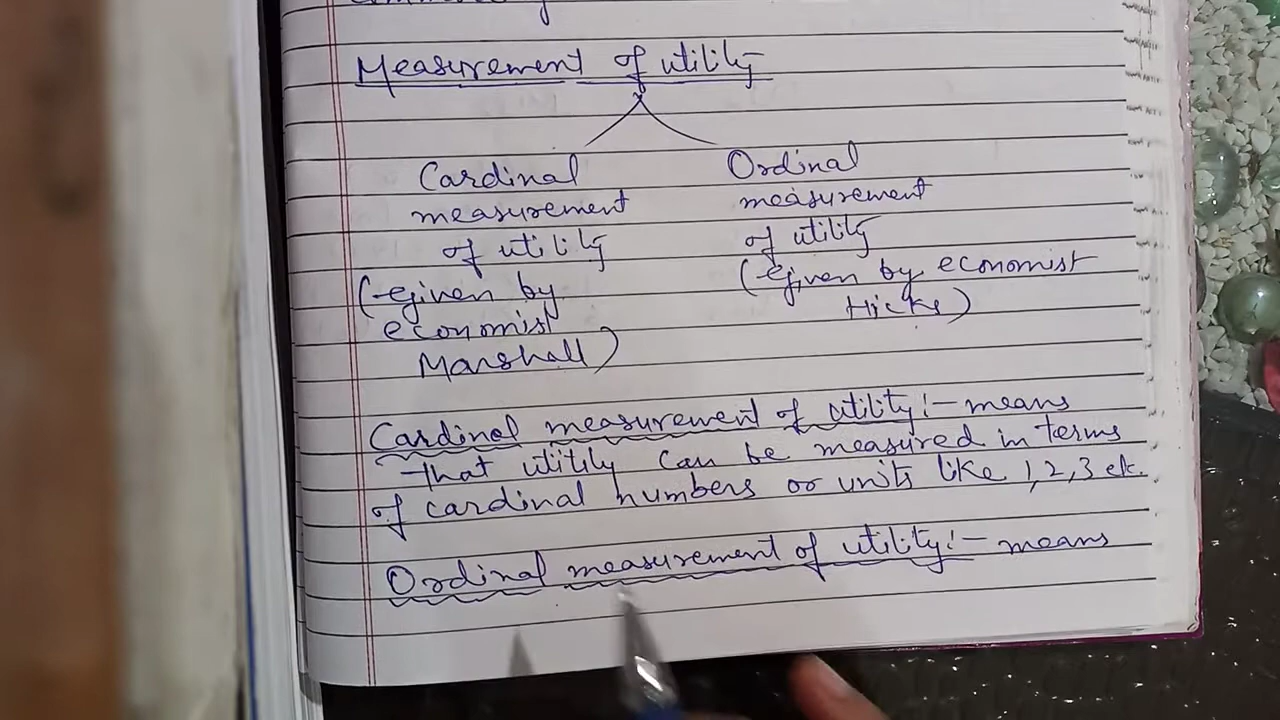 Measurement of utility
Cardinal
measurement
of utility
(given by
economist
Marshall)
Ordinal
measurement
of utility
(given by economist
Hicks)
Cardinal measurement of utility:- means
that utility can be measured in terms
of cardinal numbers or units like 1,2,3 etc.
Ordinal measurement of utility:- means